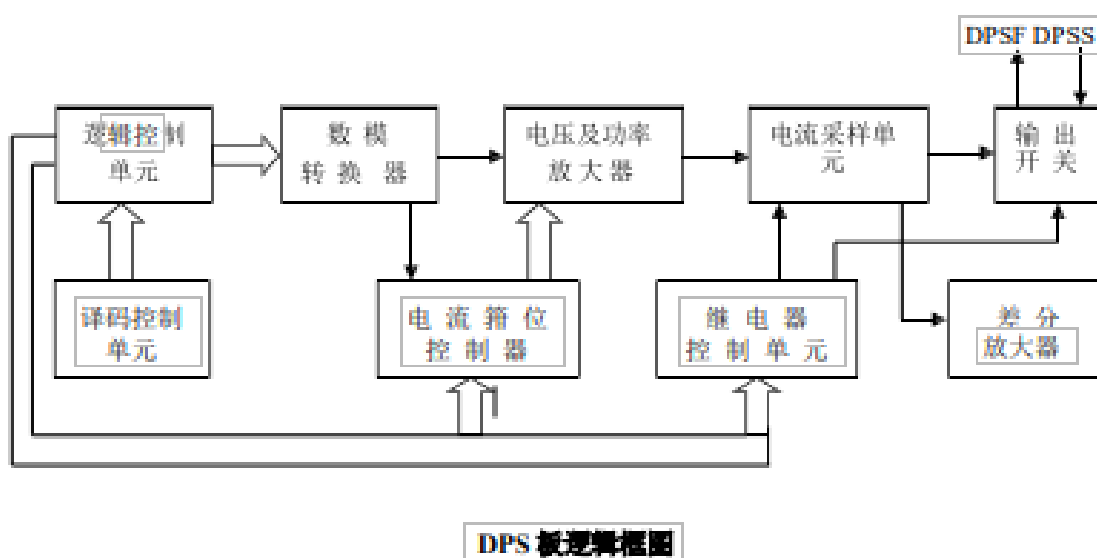 DPSF DPSS
逻辑控制
单元
数模
转换 器
电压及功率
放大器
电流采样单
元
输出
开关
译码控制
单元
电流箝位
控制器
继电器
控制单元
差分
放大器
DPS 板逻辑框图